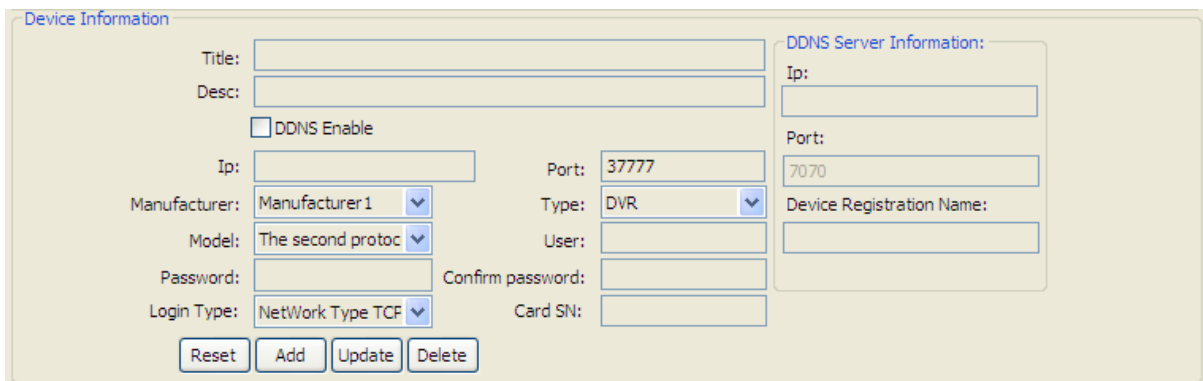 Device Information
Title:
Desc:
DDNS Enable
Ip:
Port: 37777
Manufacturer: Manufacturer1
Type: DVR
Model: The second protoc
User:
Password:
Confirm password:
Login Type: NetWork Type TCP
Card SN:
Reset Add Update Delete
DDNS Server Information:
Ip:
Port:
7070
Device Registration Name: